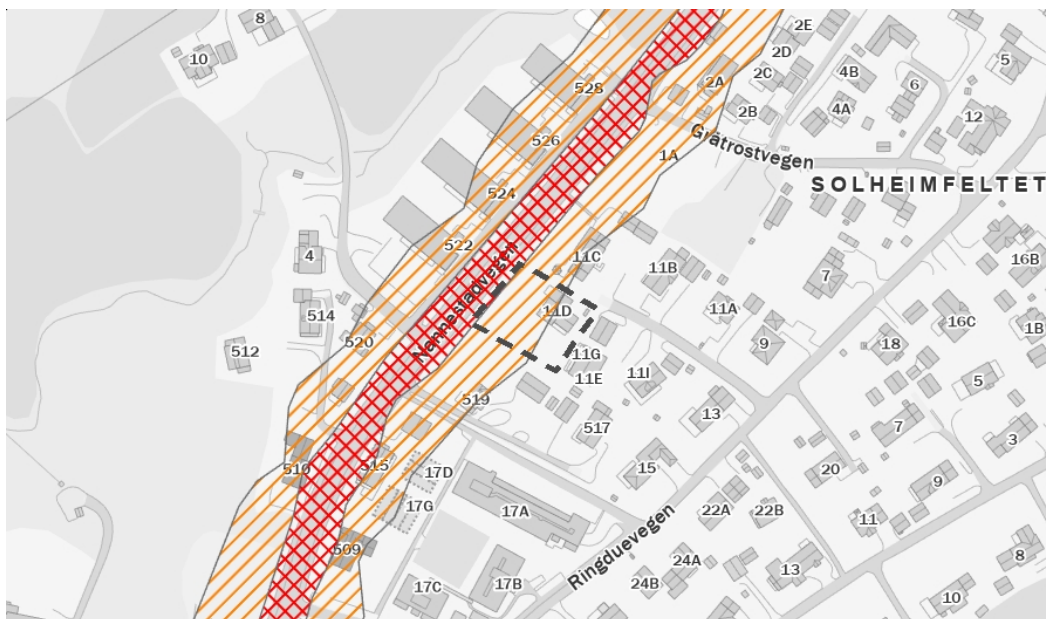 8
10
2E
2D
2C
4B
5
2A
6
528
2B
4A
12
526
Gråtrostvegen
1A
524
SOLHEIMFELTET
522
4
11C
11B
7
16B
Nannestadvegen
11D
11A
16C
1B
514
520
9
18
512
11G
11E
11I
5
519
13
7
517
3
510
515
17D
15
20
9
17G
17A
22A
22B
11
Ringduevegen
509
24A
8
17C
17B
24B
13
10